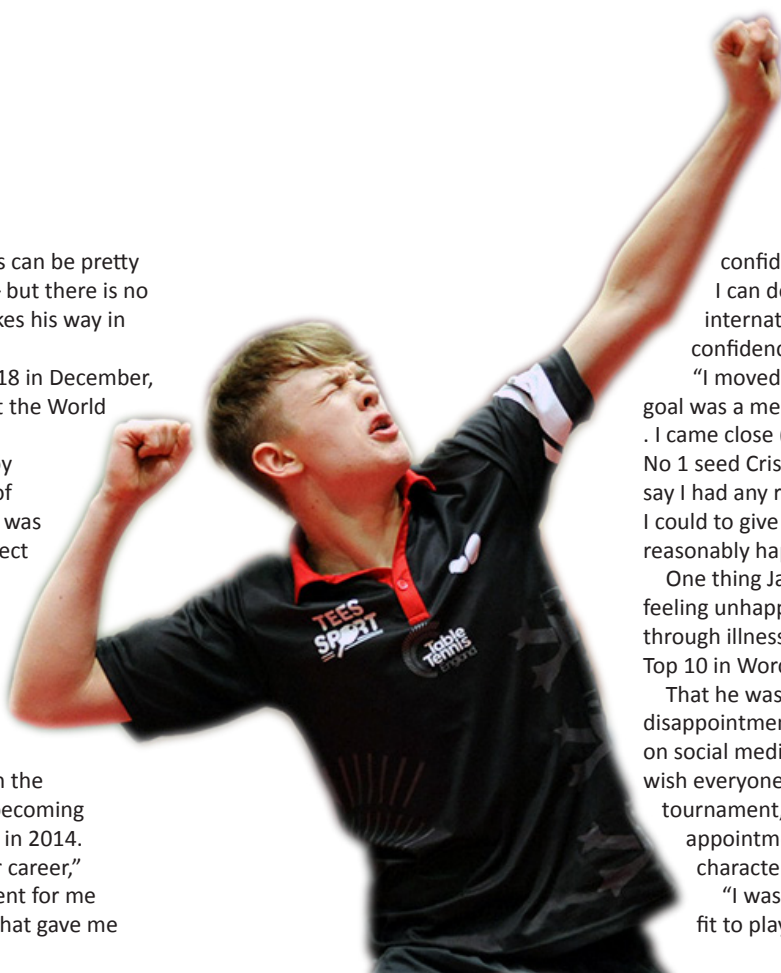 s can be pretty
but there is no
kes his way in
18 in December,
t the World
y
of
was
ect
n the
ecoming
in 2014.
r career,”
ent for me
hat gave me
TEES
SPORT
Table
Tennis
England
confid
I can d
internat
confidenc
“I moved
goal was a me
. I came close
No 1 seed Cris
say I had any r
I could to give
reasonably ha
One thing Ja
feeling unhapp
through illness
Top 10 in Worc
That he was
disappointmen
on social medi
wish everyone
tournament,
appointm
characte
“I was
fit to play